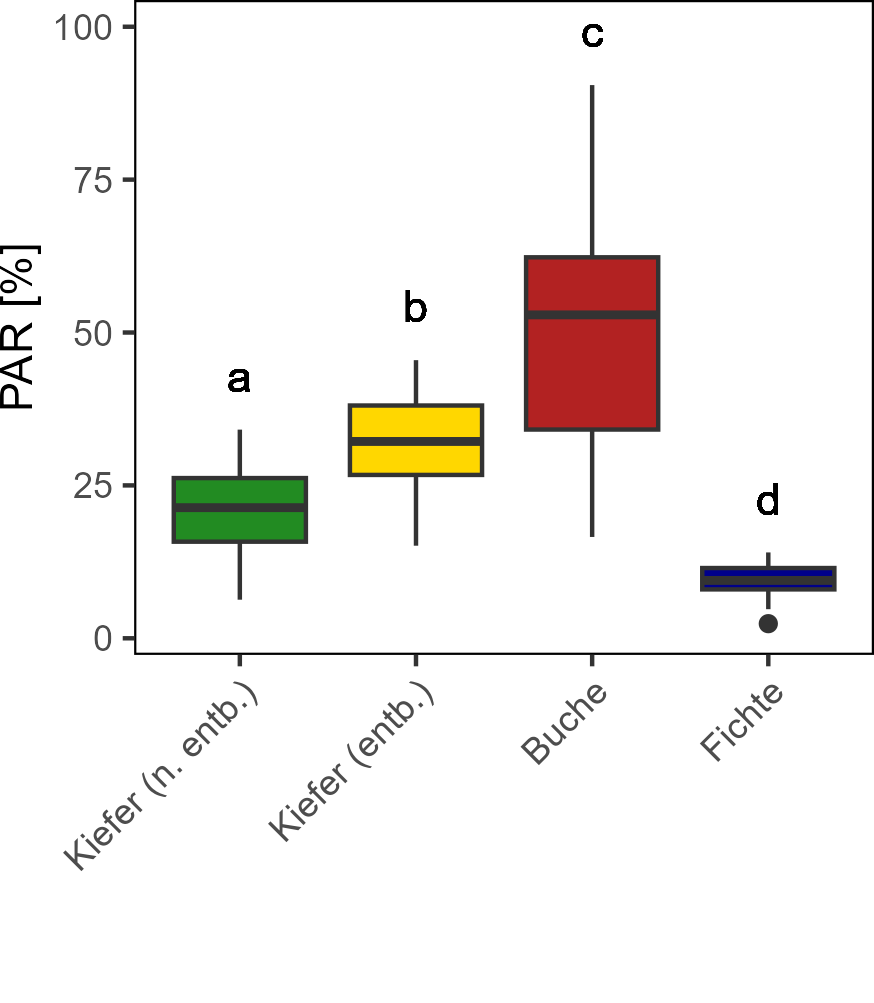 100
75
50
25
0
PAR [%]
a
b
c
d
Kiefer (n. entb.)
Kiefer (entb.)
Buche
Fichte